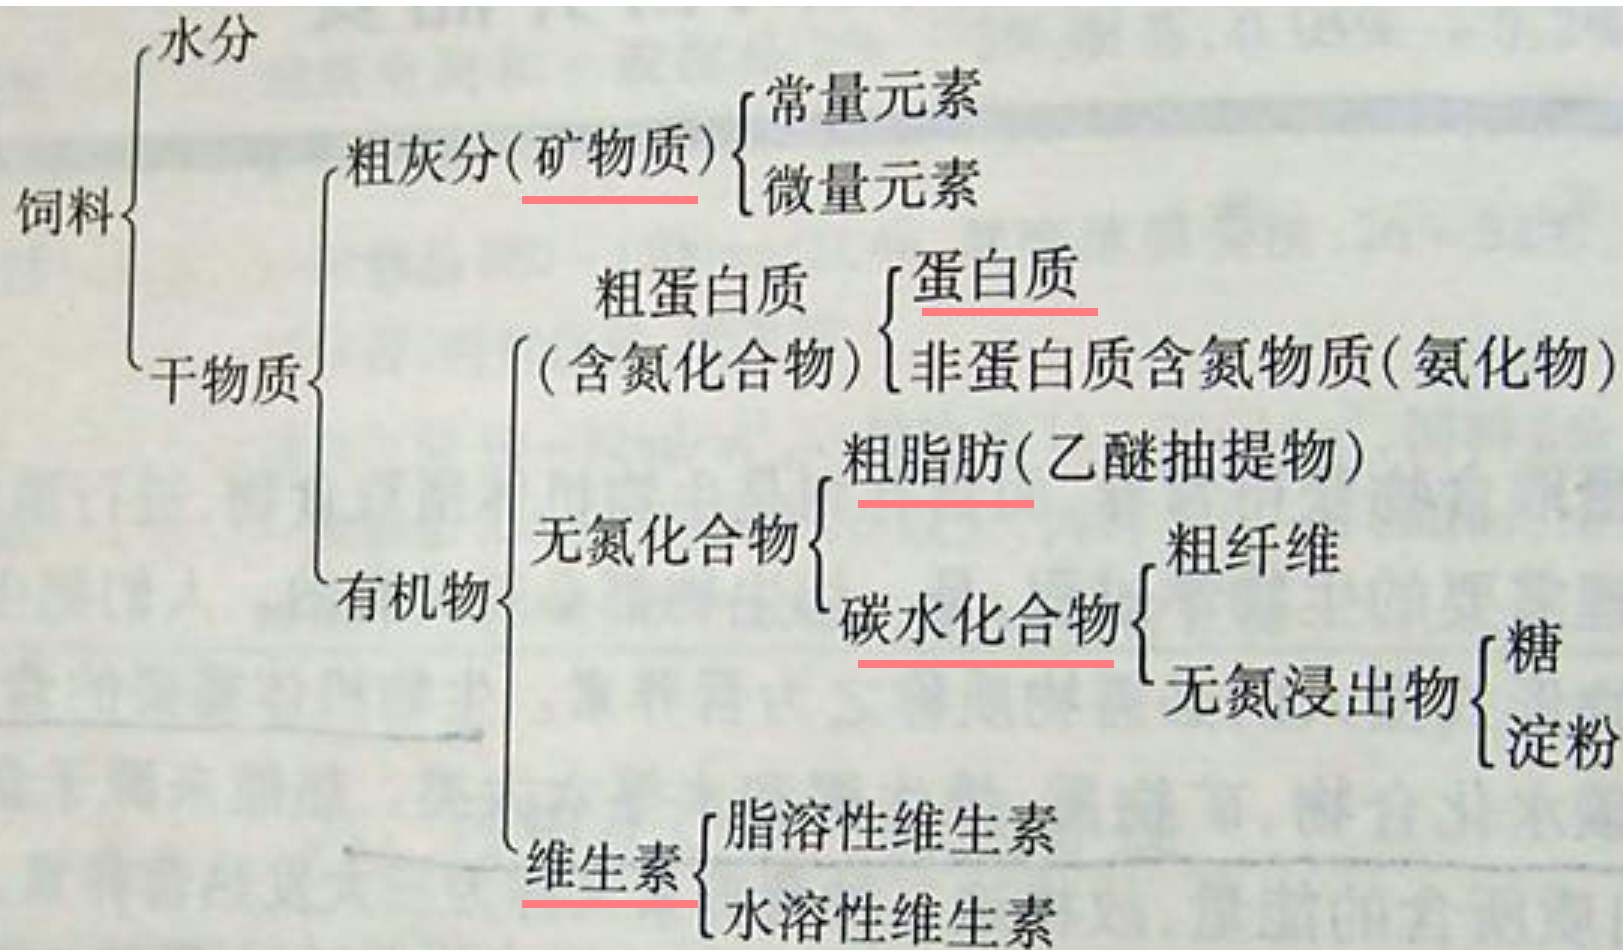 饲料
水分
干物质
粗灰分(矿物质)
常量元素
微量元素
有机物
粗蛋白质
(含氮化合物)
蛋白质
非蛋白质含氮物质(氨化物)
无氮化合物
粗脂肪(乙醚抽提物)
碳水化合物
粗纤维
无氮浸出物
糖
淀粉
维生素
脂溶性维生素
水溶性维生素